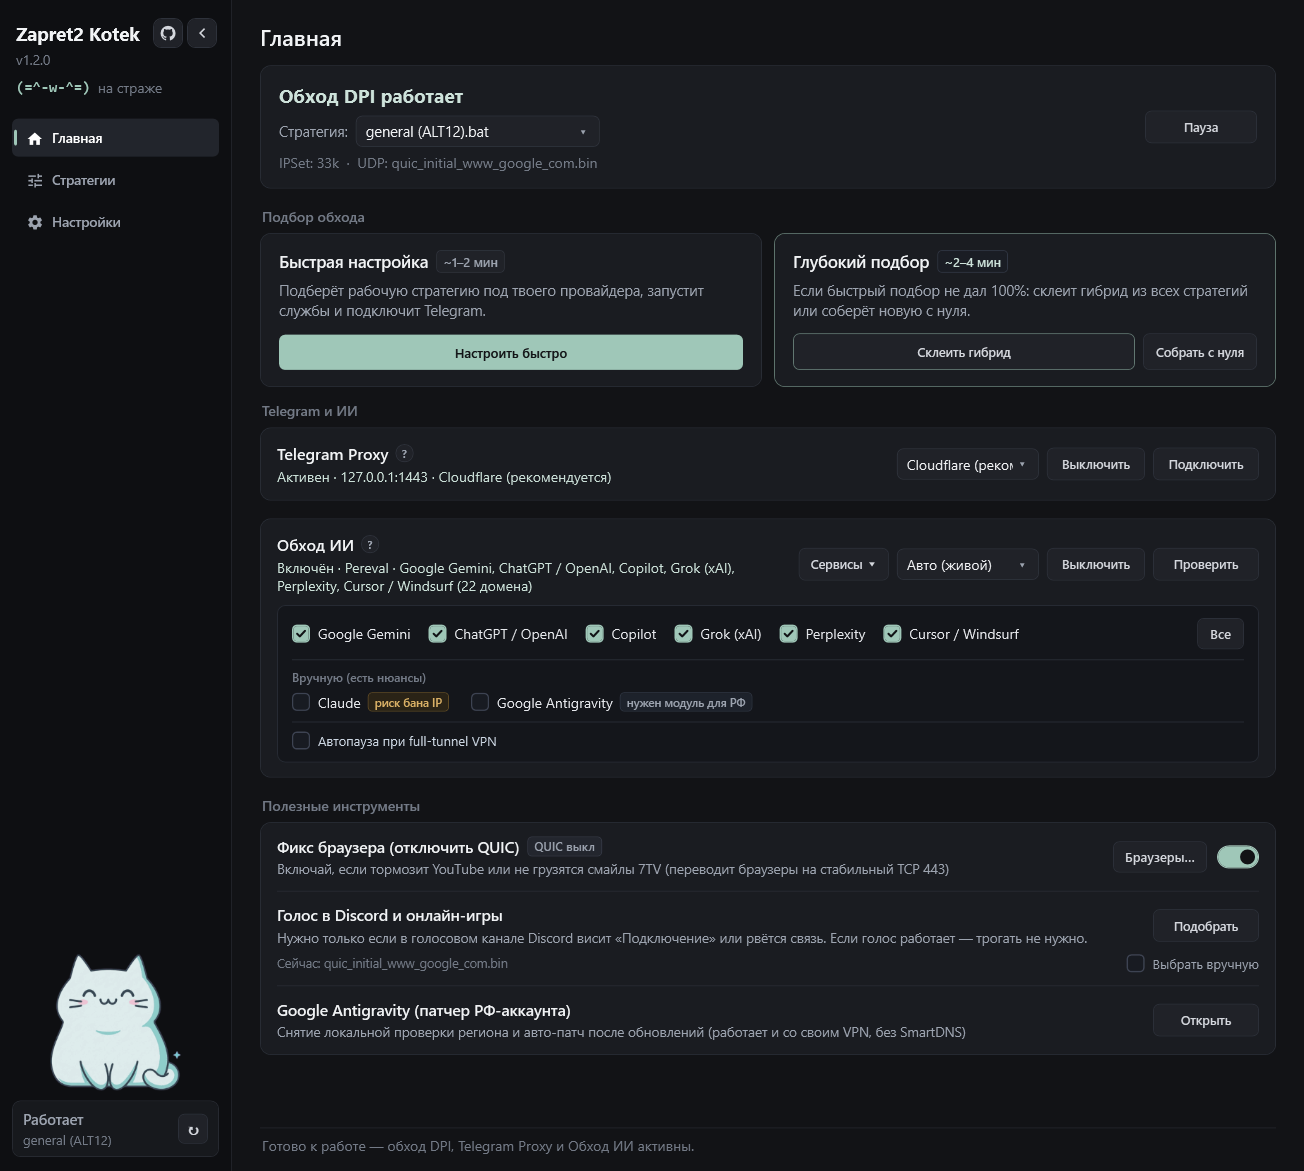 Zapret2 Kotek
v1.2.0
(=^-w-^=) на страже
Главная
Стратегии
Настройки
Работает
general (ALT12)
Главная
Обход DPI работает
Стратегия: general (ALT12).bat
Пауза
IPSet: 33k · UDP: quic_initial_www_google_com.bin
Подбор обхода
Быстрая настройка ~1–2 мин
Подберёт рабочую стратегию под твоего провайдера, запустит
службы и подключит Telegram.
Настроить быстро
Глубокий подбор ~2–4 мин
Если быстрый подбор не дал 100%: склеит гибрид из всех стратегий
или соберёт новую с нуля.
Склеить гибрид Собрать с нуля
Telegram и ИИ
Telegram Proxy ?
Активен · 127.0.0.1:1443 · Cloudflare (рекомендуется)
Cloudflare (реком Выключить Подключить
Обход ИИ ?
Включён · Pereval · Google Gemini, ChatGPT / OpenAI, Copilot, Grok (xAI),
Perplexity, Cursor / Windsurf (22 домена)
Сервисы Авто (живой) Выключить Проверить
Google Gemini ChatGPT / OpenAI Copilot Grok (xAI) Perplexity Cursor / Windsurf Все
Вручную (есть нюансы)
Claude риск бана IP Google Antigravity нужен модуль для РФ
Автопауза при full-tunnel VPN
Полезные инструменты
Фикс браузера (отключить QUIC) QUIC выкл
Включай, если тормозит YouTube или не грузятся смайлы 7TV (переводит браузеры на стабильный TCP 443)
Браузеры...
Голос в Discord и онлайн-игры
Нужно только если в голосовом канале Discord висит «Подключение» или рвётся связь. Если голос работает — трогать не нужно.
Сейчас: quic_initial_www_google_com.bin
Подобрать
Выбрать вручную
Google Antigravity (патчер РФ-аккаунта)
Снятие локальной проверки региона и авто-патч после обновлений (работает и со своим VPN, без SmartDNS)
Открыть
Готово к работе — обход DPI, Telegram Proxy и Обход ИИ активны.